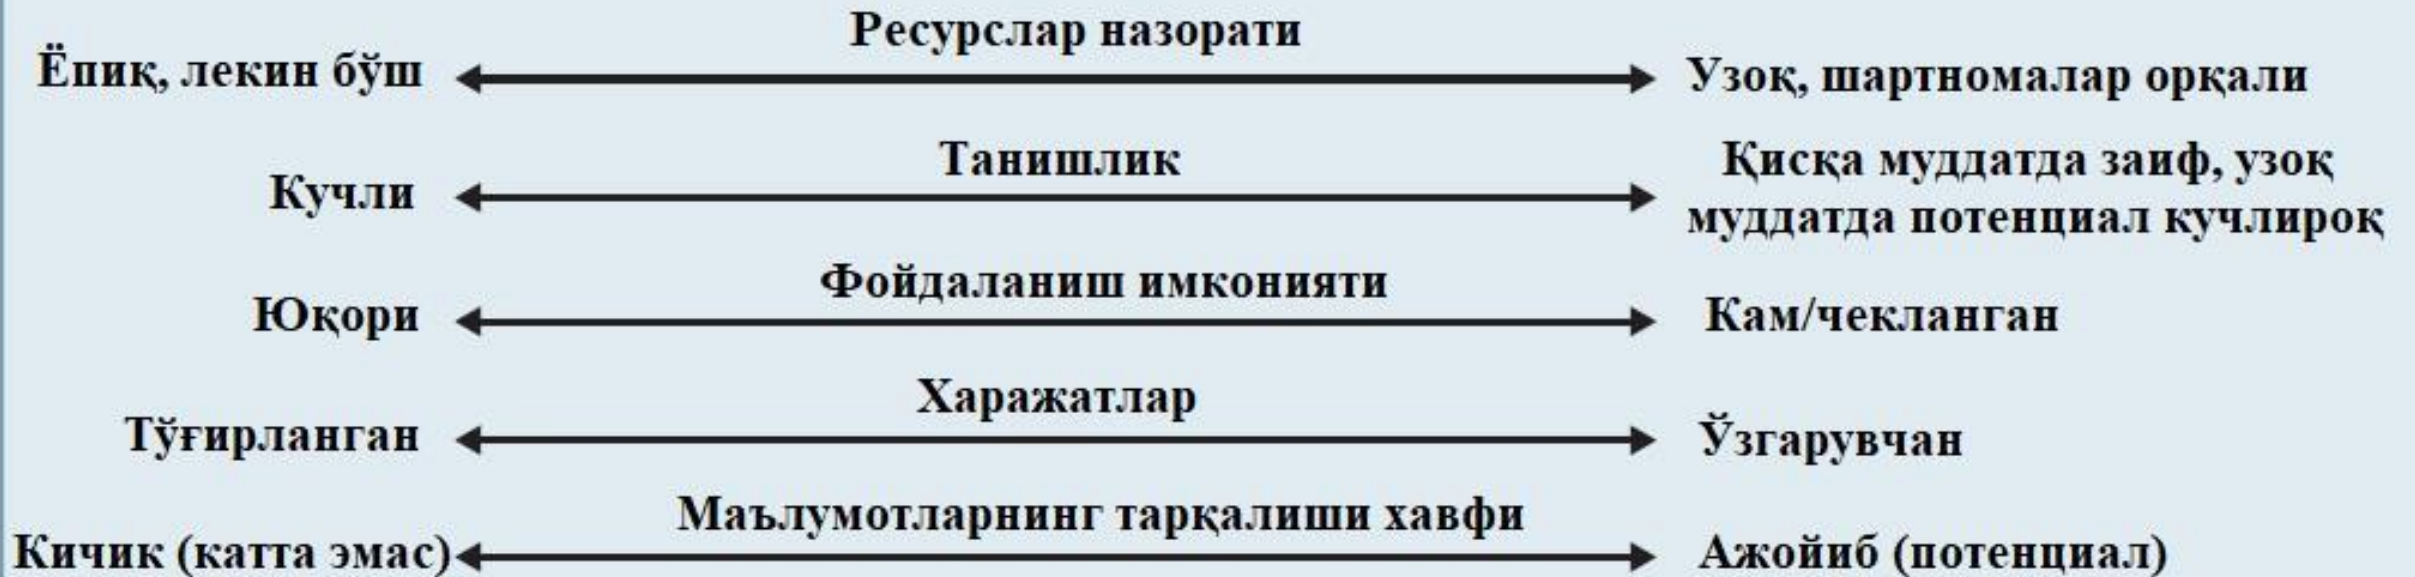 Ресурслар назорати
Ёпиқ, лекин бўш
Узоқ, шартномалар орқали
Танишлик
Кучли
Қисқа муддатда заиф, узоқ
муддатда потенциал кучлироқ
Фойдаланиш имконияти
Юқори
Кам/чекланган
Харажатлар
Тўғирланган
Ўзгарувчан
Маълумотларнинг тарқалиши хавфи
Кичик (катта эмас)
Ажойиб (потенциал)